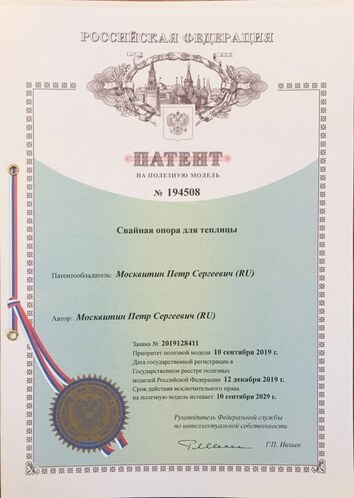 РОССИЙСКАЯ ФЕДЕРАЦИЯ
ПАТЕНТ
НА ПОЛЕЗНУЮ МОДЕЛЬ
№ 194508
Свайная опора для теплицы
Патентообладатель: Москвитин Петр Сергеевич (RU)
Автор: Москвитин Петр Сергеевич (RU)
Заявка № 2019128411
Приоритет полезной модели 10 сентября 2019 г.
Дата государственной регистрации в
Государственном реестре полезных
моделей Российской Федерации 12 декабря 2019 г.
Срок действия исключительного права
на полезную модель истекает 10 сентября 2029 г.
Руководитель Федеральной службы
по интеллектуальной собственности
Г.П. Ивлиев